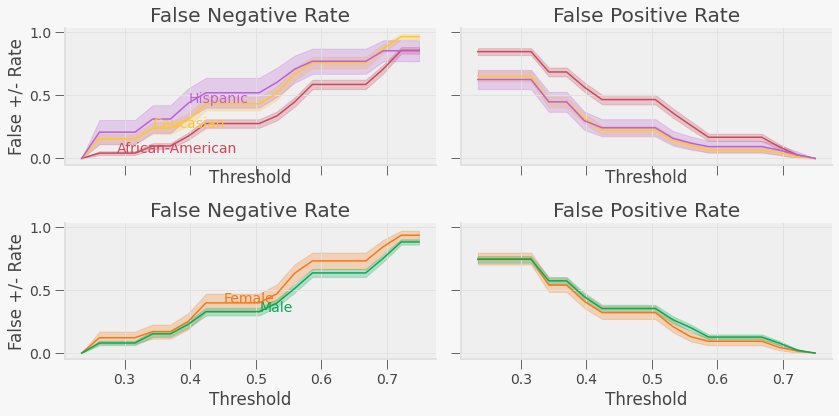 False Negative Rate
False Positive Rate
False +/- Rate
1.0
0.5
0.0
Hispanic
Caucasian
African-American
Threshold
Threshold
False Negative Rate
False Positive Rate
False +/- Rate
1.0
0.5
0.0
Female
Male
0.3 0.4 0.5 0.6 0.7
0.3 0.4 0.5 0.6 0.7
Threshold
Threshold